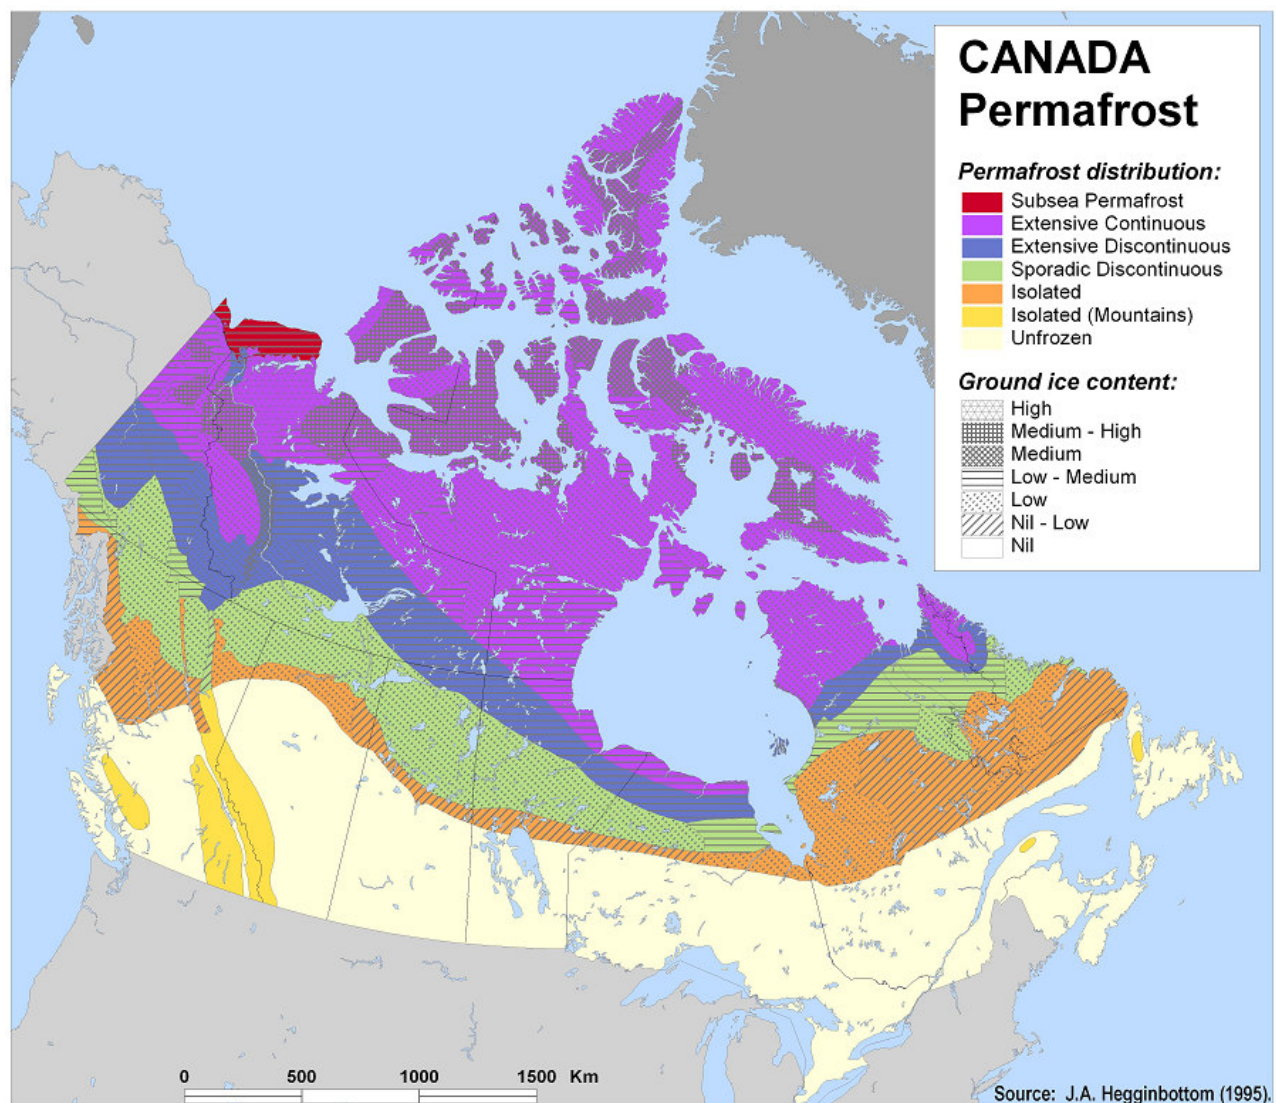 CANADA
Permafrost
Permafrost distribution:
Subsea Permafrost
Extensive Continuous
Extensive Discontinuous
Sporadic Discontinuous
Isolated
Isolated (Mountains)
Unfrozen
Ground ice content:
High
Medium - High
Medium
Low - Medium
Low
Nil - Low
Nil
0 500 1000 1500 Km
Source: J.A. Hegginbottom (1995).